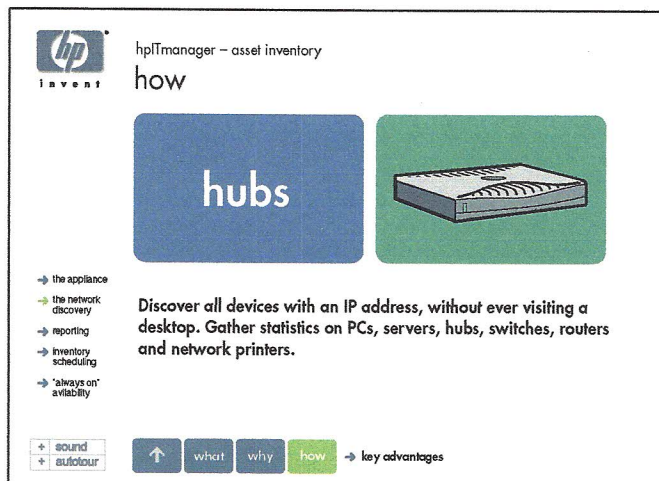 hp
invent
hpITmanager – asset inventory
how
hubs
the appliance
the network
discovery
reporting
inventory
scheduling
"always on"
avilability
Discover all devices with an IP address, without ever visiting a
desktop. Gather statistics on PCs, servers, hubs, switches, routers
and network printers.
+ sound
+ autotour
what why how → key advantages